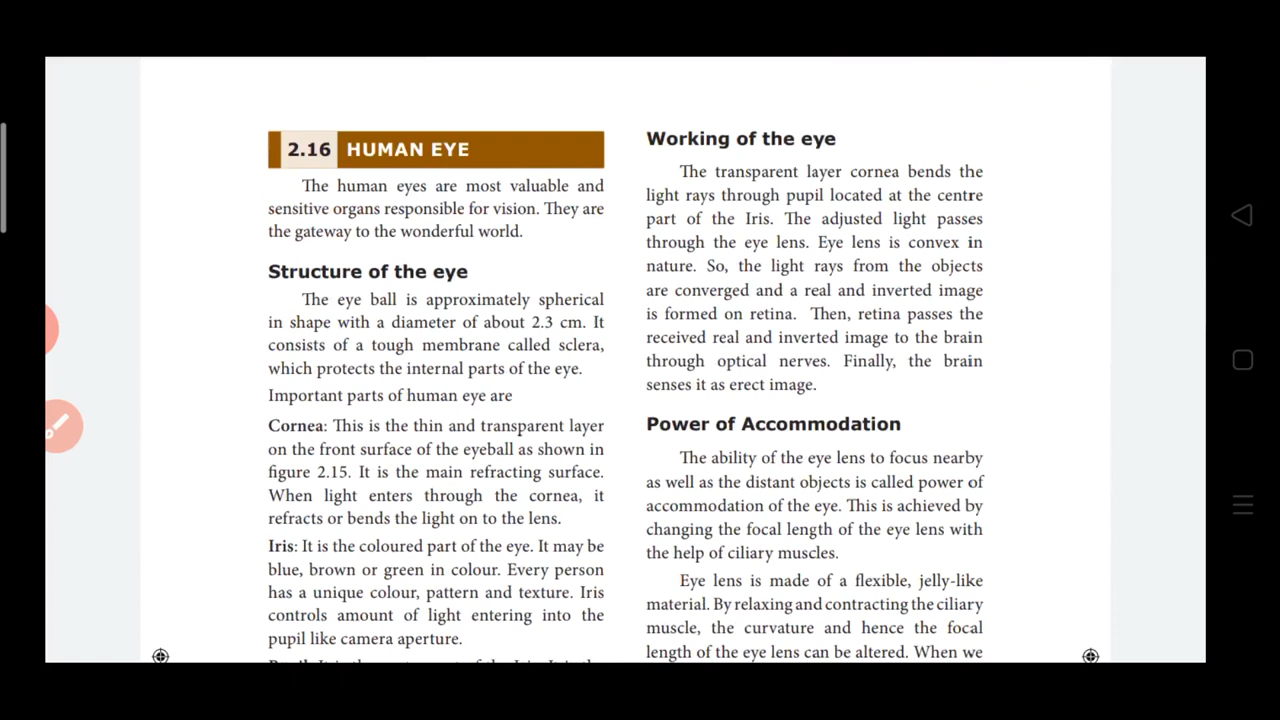 2.16 HUMAN EYE
The human eyes are most valuable and
sensitive organs responsible for vision. They are
the gateway to the wonderful world.
Structure of the eye
The eye ball is approximately spherical
in shape with a diameter of about 2.3 cm. It
consists of a tough membrane called sclera,
which protects the internal parts of the eye.
Important parts of human eye are
Cornea: This is the thin and transparent layer
on the front surface of the eyeball as shown in
figure 2.15. It is the main refracting surface.
When light enters through the cornea, it
refracts or bends the light on to the lens.
Iris: It is the coloured part of the eye. It may be
blue, brown or green in colour. Every person
has a unique colour, pattern and texture. Iris
controls amount of light entering into the
pupil like camera aperture.
Working of the eye
The transparent layer cornea bends the
light rays through pupil located at the centre
part of the Iris. The adjusted light passes
through the eye lens. Eye lens is convex in
nature. So, the light rays from the objects
are converged and a real and inverted image
is formed on retina. Then, retina passes the
received real and inverted image to the brain
through optical nerves. Finally, the brain
senses it as erect image.
Power of Accommodation
The ability of the eye lens to focus nearby
as well as the distant objects is called power of
accommodation of the eye. This is achieved by
changing the focal length of the eye lens with
the help of ciliary muscles.
Eye lens is made of a flexible, jelly-like
material. By relaxing and contracting the ciliary
muscle, the curvature and hence the focal
length of the eye lens can be altered. When we